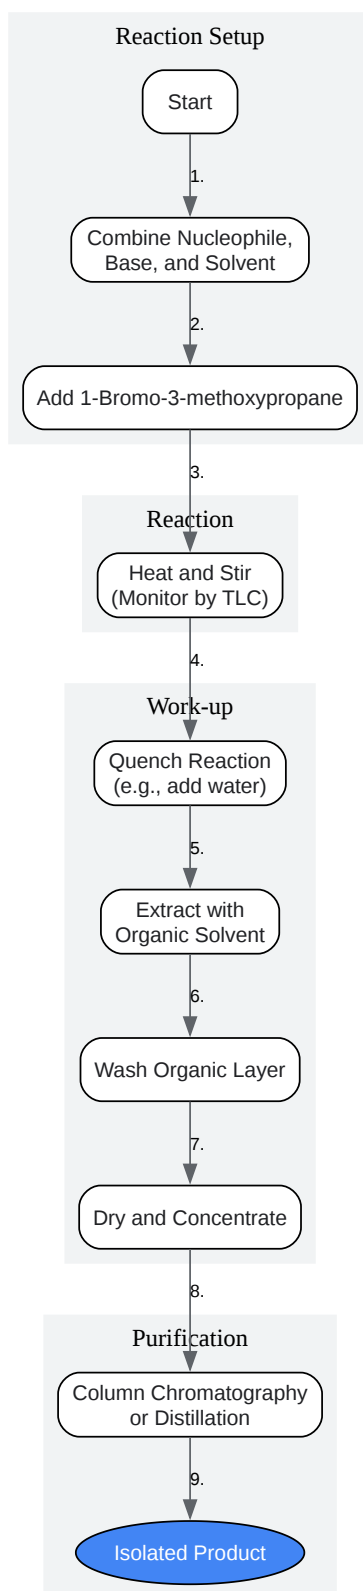 Reaction Setup
Start
1.
Combine Nucleophile,
Base, and Solvent
2.
Add 1-Bromo-3-methoxypropane
3.
Reaction
Heat and Stir
(Monitor by TLC)
4.
Work-up
Quench Reaction
(e.g., add water)
5.
Extract with
Organic Solvent
6.
Wash Organic Layer
7.
Dry and Concentrate
8.
Purification
Column Chromatography
or Distillation
9.
Isolated Product